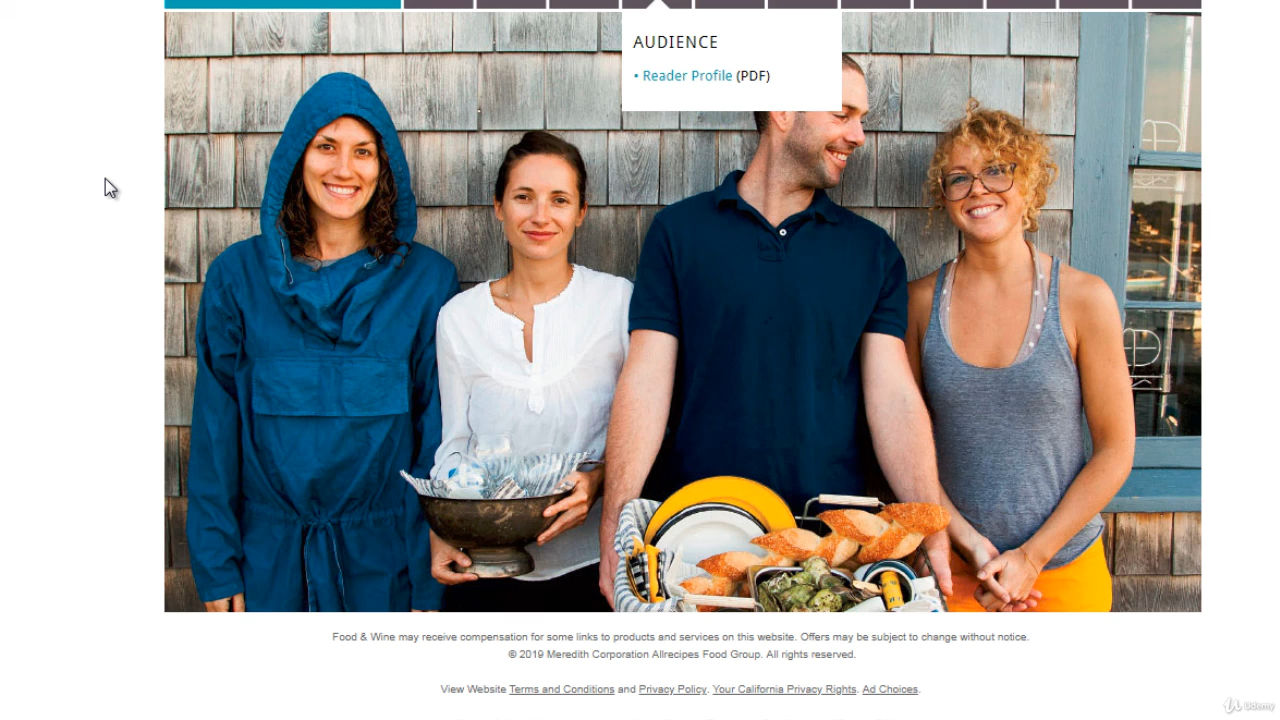 AUDIENCE
• Reader Profile (PDF)
Food & Wine may receive compensation for some links to products and services on this website. Offers may be subject to change without notice.
© 2019 Meredith Corporation Allrecipes Food Group. All rights reserved.
View Website Terms and Conditions and Privacy Policy. Your California Privacy Rights. Ad Choices.
Udemy